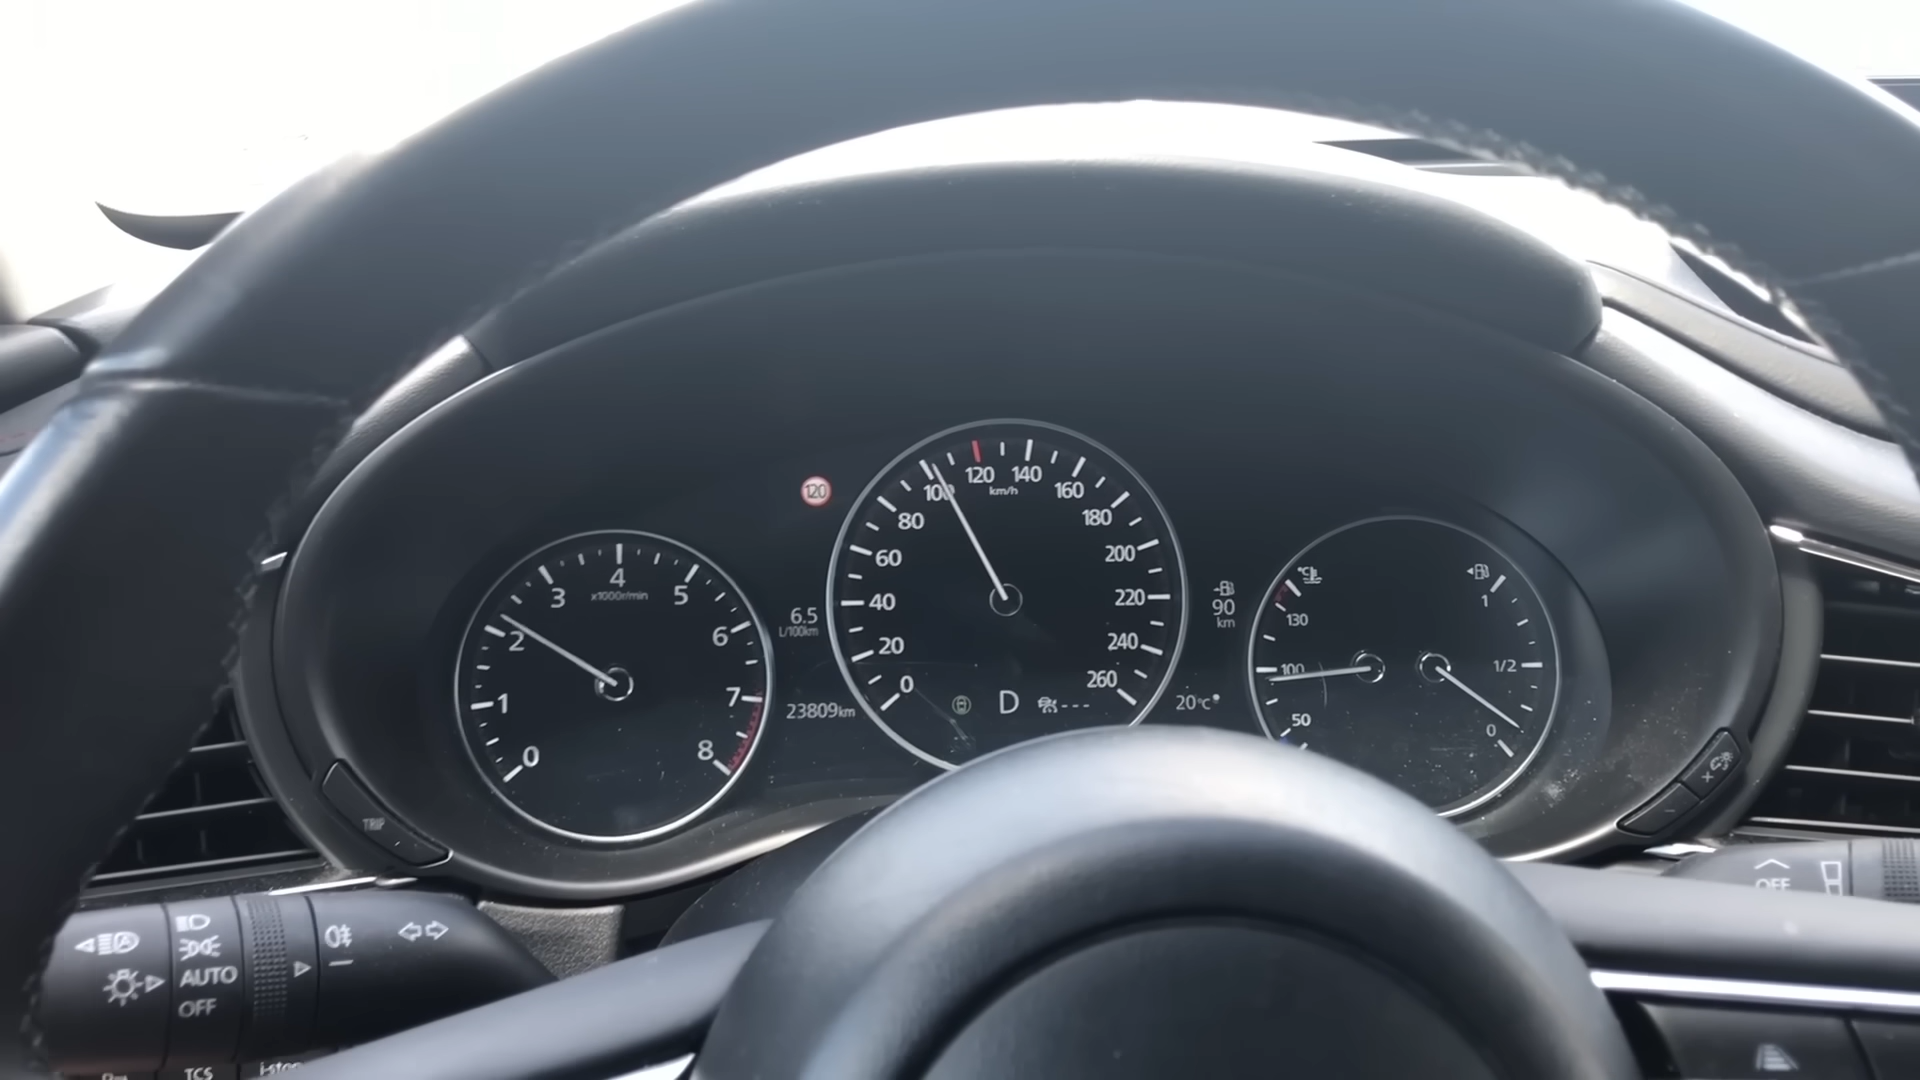 120
0
1
2
3
4
5
6
7
8
x1000r/min
6.5
L/100km
23809km
0
20
40
60
80
100
120
140
160
180
200
220
240
260
km/h
D
---
90
km
20°C
°C
130
100
50
1
1/2
0
TRIP
AUTO
OFF
TCS
i-stop
OFF